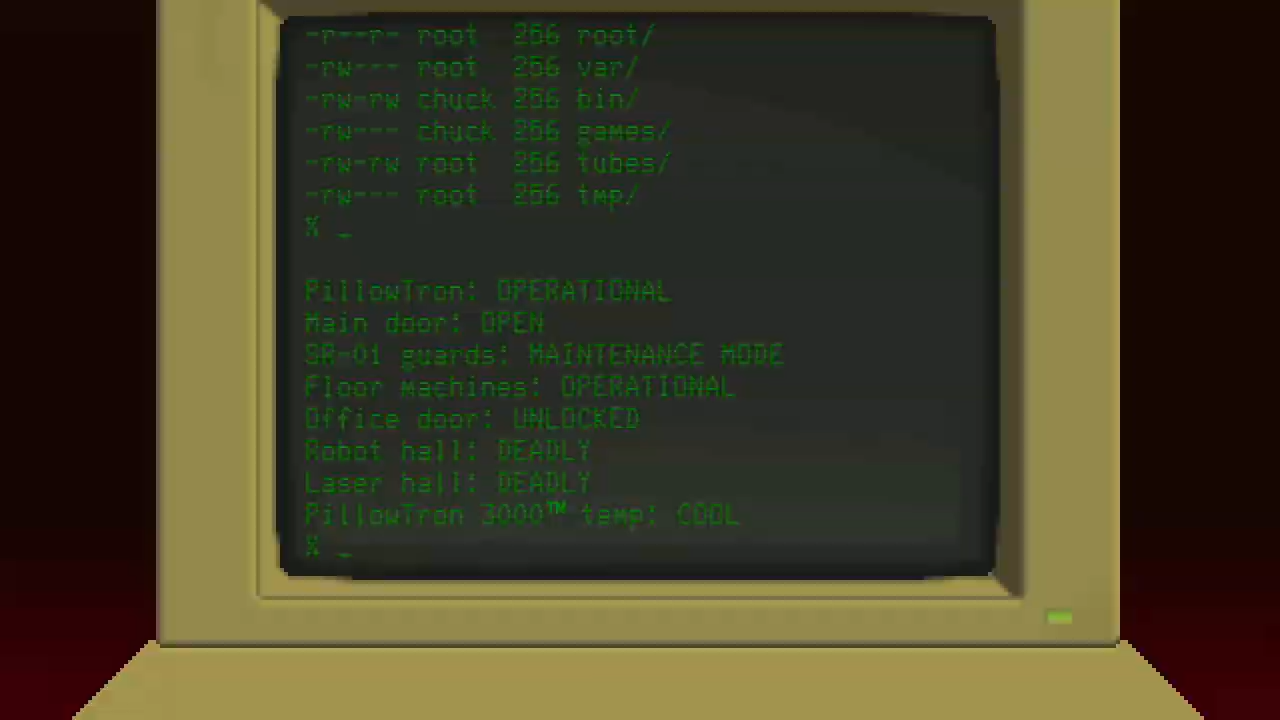 -r--r- root  256 root/
-rw--- root  256 var/
-rw-rw chuck 256 bin/
-rw--- chuck 256 games/
-rw-rw root  256 tubes/
-rw--- root  256 tmp/
% _
PillowTron: OPERATIONAL
Main door: OPEN
SR-01 guards: MAINTENANCE MODE
Floor machines: OPERATIONAL
Office door: UNLOCKED
Robot hall: DEADLY
Laser hall: DEADLY
PillowTron 3000™ temp: COOL
% _